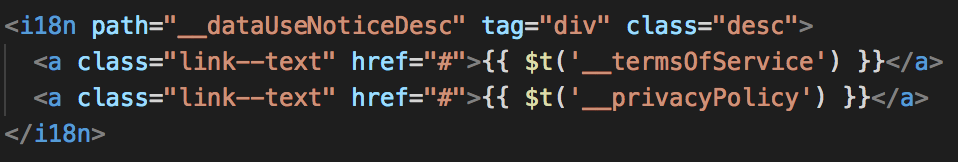 <i18n path="__dataUseNoticeDesc" tag="div" class="desc">
<a class="link--text" href="#">{{ $t('__termsOfService') }}</a>
<a class="link--text" href="#">{{ $t('__privacyPolicy') }}</a>
</i18n>